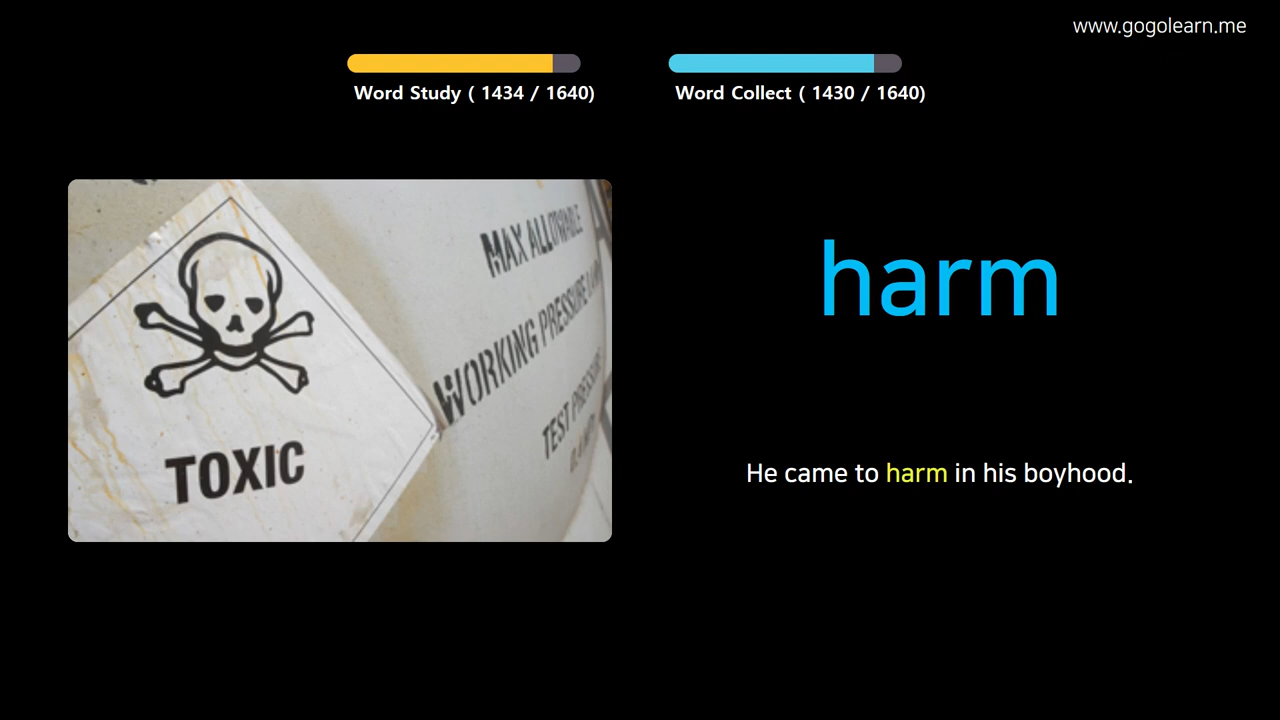 www.gogolearn.me
Word Study ( 1434 / 1640)
Word Collect ( 1430 / 1640)
MAX ALLOWABLE
WORKING PRESSURE
TEST PRESSURE
TOXIC
harm
He came to harm in his boyhood.